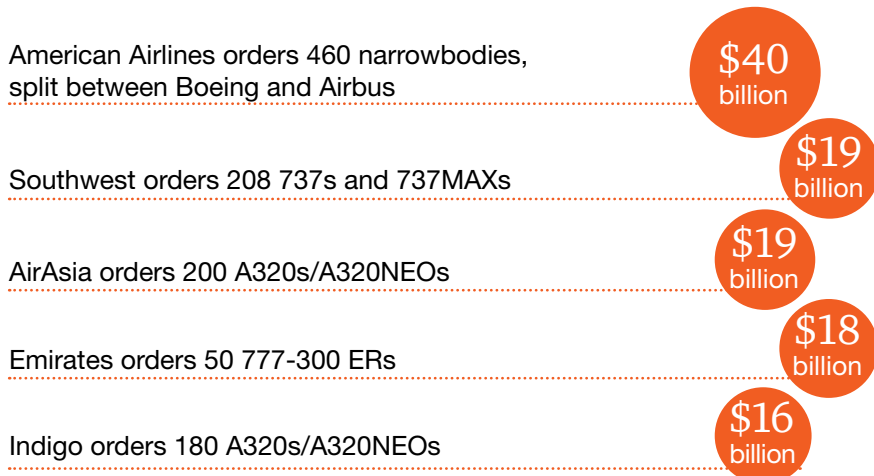 American Airlines orders 460 narrowbodies,
split between Boeing and Airbus
$40
billion
Southwest orders 208 737s and 737MAXs
$19
billion
AirAsia orders 200 A320s/A320NEOs
$19
billion
Emirates orders 50 777-300 ERs
$18
billion
Indigo orders 180 A320s/A320NEOs
$16
billion